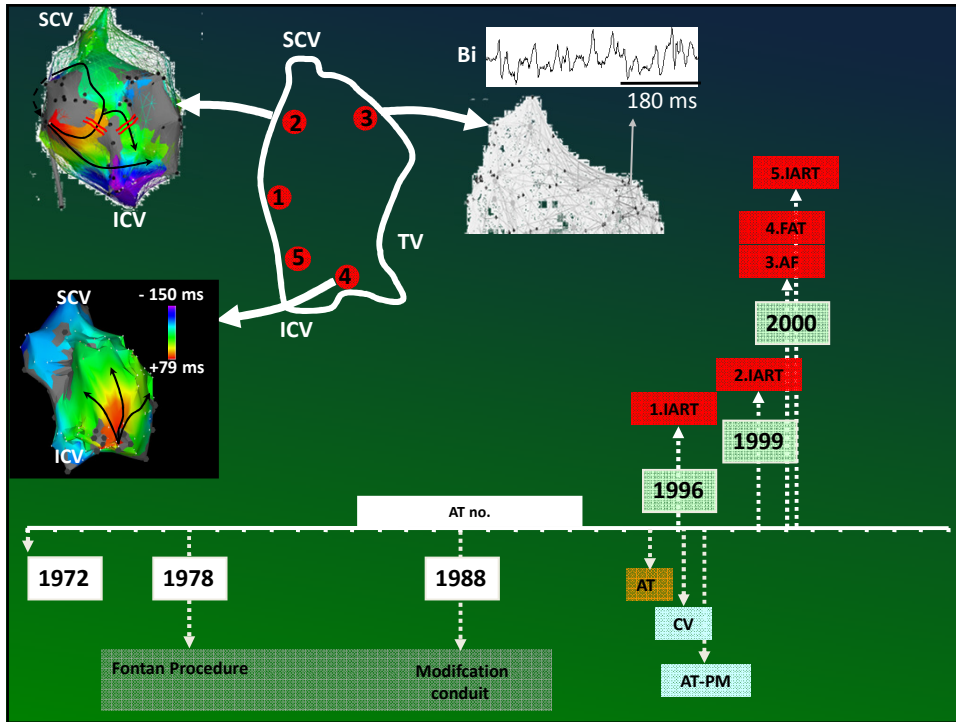 SCV
ICV
SCV
2
3
1
5
4
TV
ICV
Bi
180 ms
SCV
- 150 ms
+79 ms
ICV
5.IART
4.FAT
3.AF
2000
2.IART
1.IART
1999
1996
AT no.
1972
1978
1988
AT
CV
AT-PM
Fontan Procedure
Modifcation
conduit